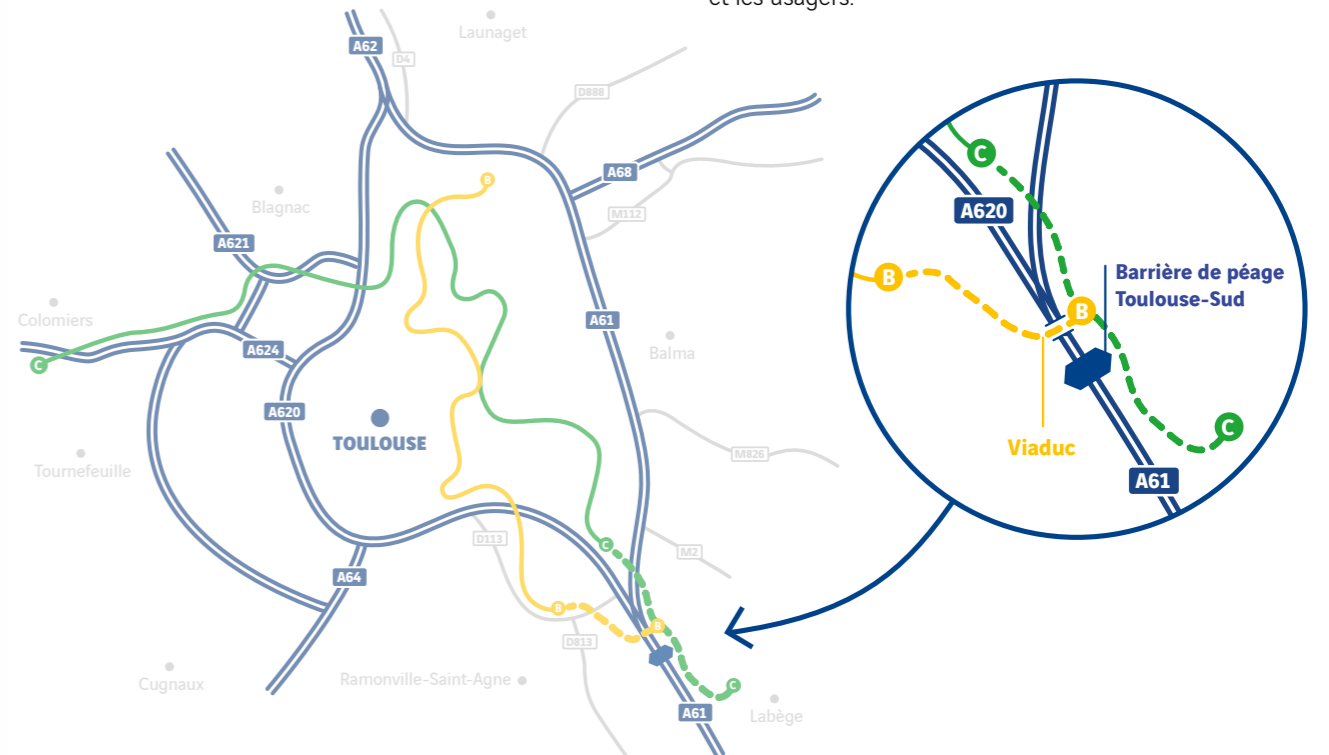 et les usagers.
Launaget
A62
D4
D888
A68
B
M112
Blagnac
A621
Colomiers
C
A624
A61
Balma
A620
TOULOUSE
Tournefeuille
M826
D113
C
M2
A64
B
B
D813
Cugnaux
Ramonville-Saint-Agne
C
A61
Labège
C
A620
B
B
Barrière de péage
Toulouse-Sud
Viaduc
C
A61